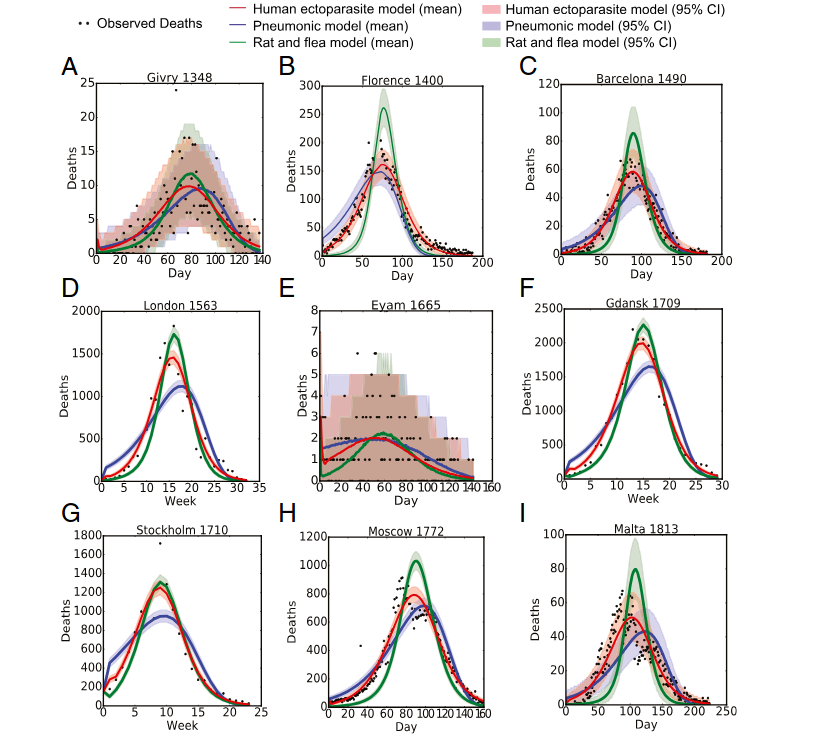 Observed Deaths
Human ectoparasite model (mean)
Pneumonic model (mean)
Rat and flea model (mean)
Human ectoparasite model (95% CI)
Pneumonic model (95% CI)
Rat and flea model (95% CI)
A
Givry 1348
Deaths
25
20
15
10
5
0
0 20 40 60 80 100 120 140
Day
B
Florence 1400
Deaths
300
250
200
150
100
50
0
0 50 100 150 200
Day
C
Barcelona 1490
Deaths
120
100
80
60
40
20
0
0 50 100 150 200
Day
D
London 1563
Deaths
2000
1500
1000
500
0
0 5 10 15 20 25 30 35
Week
E
Eyam 1665
Deaths
8
7
6
5
4
3
2
1
0
0 20 40 60 80 100 120 140 160
Day
F
Gdansk 1709
Deaths
2500
2000
1500
1000
500
0
0 5 10 15 20 25 30
Week
G
Stockholm 1710
Deaths
1800
1600
1400
1200
1000
800
600
400
200
0
0 5 10 15 20 25
Week
H
Moscow 1772
Deaths
1200
1000
800
600
400
200
0
0 20 40 60 80 100 120 140 160
Day
I
Malta 1813
Deaths
100
80
60
40
20
0
0 50 100 150 200 250
Day